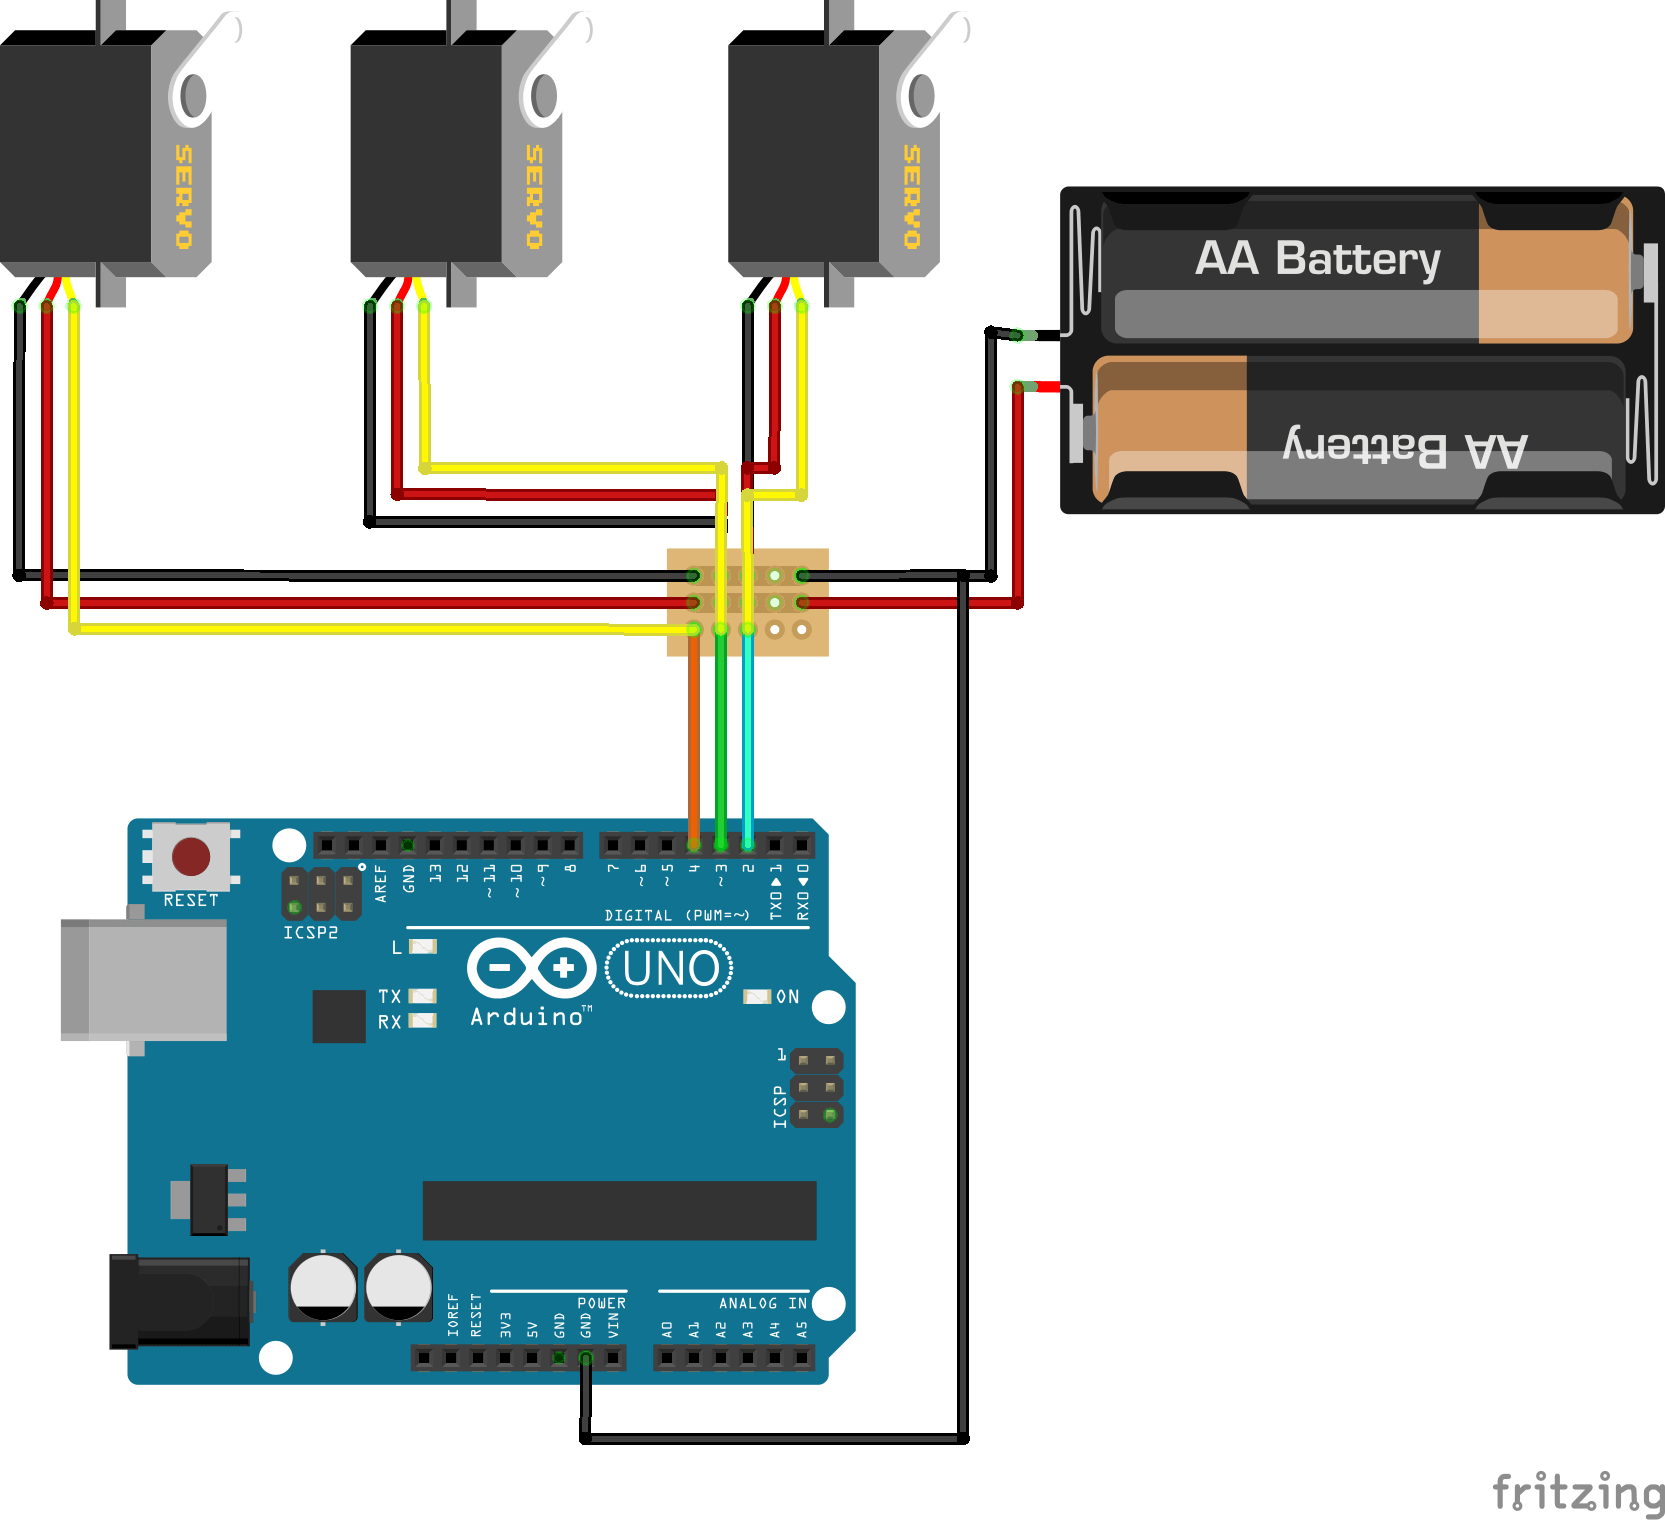 SERVO
SERVO
SERVO
AA Battery
AA Battery
RESET
ICSP2
AREF
GND
13
12
~11
~10
~9
8
7
~6
~5
4
~3
2
TX0▶1
RX0◀0
DIGITAL (PWM=~)
L
TX
RX
Arduino™
UNO
ON
1
ICSP
IOREF
RESET
3V3
5V
GND
GND
VIN
POWER
ANALOG IN
A0
A1
A2
A3
A4
A5
fritzing